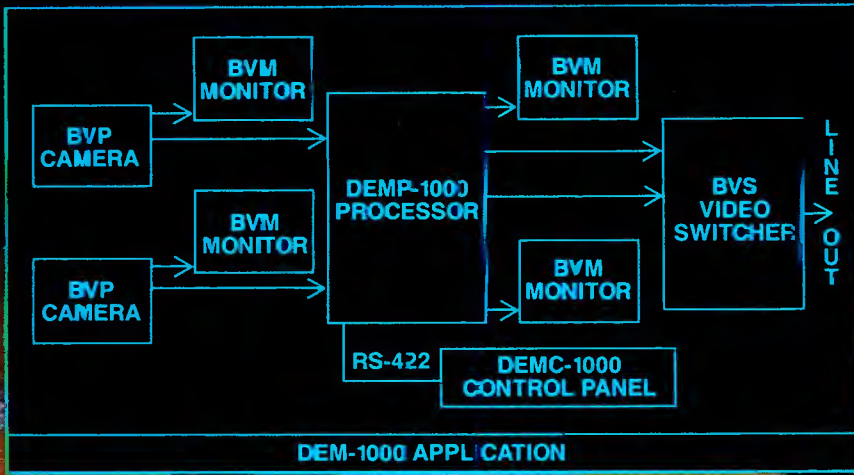 BVM
MONITOR
BVP
CAMERA
BVM
MONITOR
BVP
CAMERA
DEMP-1000
PROCESSOR
BVM
MONITOR
BVM
MONITOR
BVS
VIDEO
SWITCHER
LINE OUT
RS-422
DEMC-1000
CONTROL PANEL
DEM-1000 APPLICATION